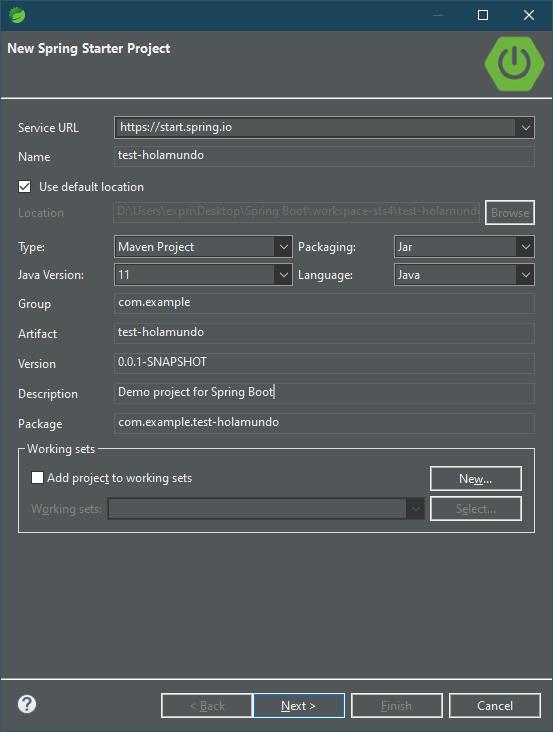 New Spring Starter Project
Service URL https://start.spring.io
Name test-holamundo
Use default location
Location D:\Users\expri\Desktop\Spring Boot\workspace-sts4\test-holamund Browse
Type: Maven Project Packaging: Jar
Java Version: 11 Language: Java
Group com.example
Artifact test-holamundo
Version 0.0.1-SNAPSHOT
Description Demo project for Spring Boot
Package com.example.test-holamundo
Working sets
Add project to working sets New...
Working sets: Select...
? < Back Next > Finish Cancel